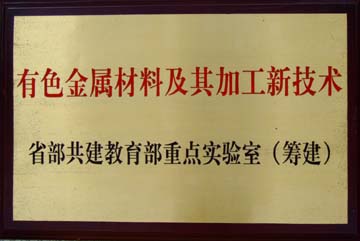 有色金属材料及其加工新技术
省部共建教育部重点实验室（筹建）